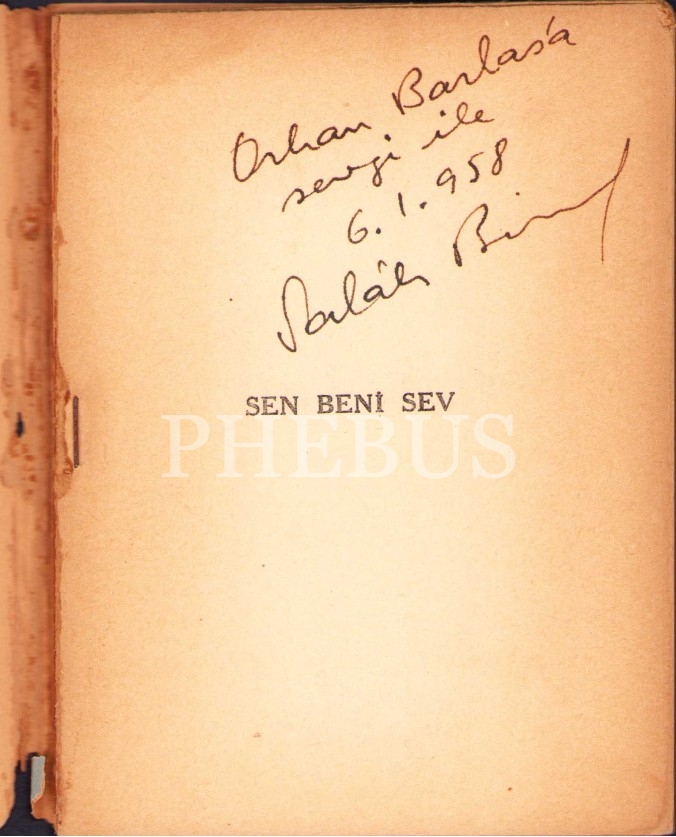 Orhan Barlas'a
sevgi ile
6.1.958
Salâh Birsel
SEN BENİ SEV
PHEBUS